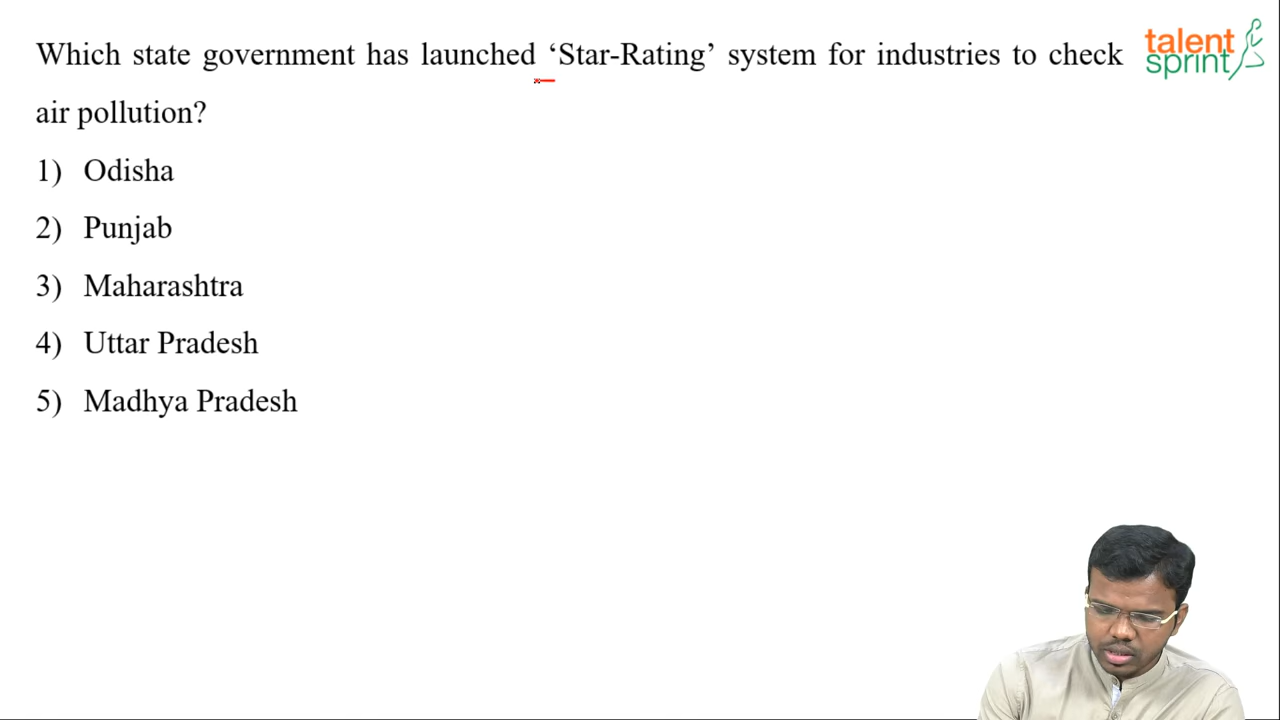 Which state government has launched ‘Star-Rating’ system for industries to check
air pollution?
1) Odisha
2) Punjab
3) Maharashtra
4) Uttar Pradesh
5) Madhya Pradesh
talent
sprint